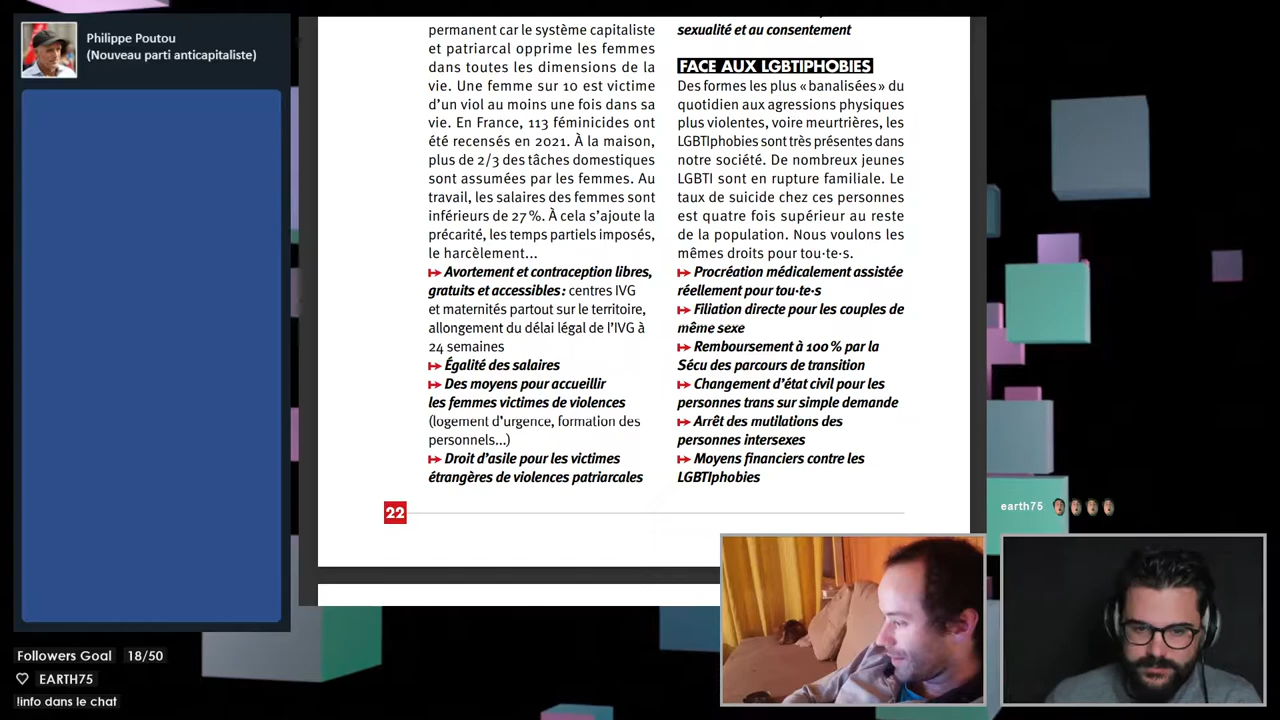 Philippe Poutou
(Nouveau parti anticapitaliste)
permanent car le système capitaliste
et patriarcal opprime les femmes
dans toutes les dimensions de la
vie. Une femme sur 10 est victime
d’un viol au moins une fois dans sa
vie. En France, 113 féminicides ont
été recensés en 2021. À la maison,
plus de 2/3 des tâches domestiques
sont assumées par les femmes. Au
travail, les salaires des femmes sont
inférieurs de 27 %. À cela s’ajoute la
précarité, les temps partiels imposés,
le harcèlement...
Avortement et contraception libres,
gratuits et accessibles : centres IVG
et maternités partout sur le territoire,
allongement du délai légal de l’IVG à
24 semaines
Égalité des salaires
Des moyens pour accueillir
les femmes victimes de violences
(logement d’urgence, formation des
personnels...)
Droit d’asile pour les victimes
étrangères de violences patriarcales
sexualité et au consentement
FACE AUX LGBTIPHOBIES
Des formes les plus « banalisées » du
quotidien aux agressions physiques
plus violentes, voire meurtrières, les
LGBTIphobies sont très présentes dans
notre société. De nombreux jeunes
LGBTI sont en rupture familiale. Le
taux de suicide chez ces personnes
est quatre fois supérieur au reste
de la population. Nous voulons les
mêmes droits pour tou·te·s.
Procréation médicalement assistée
réellement pour tou·te·s
Filiation directe pour les couples de
même sexe
Remboursement à 100 % par la
Sécu des parcours de transition
Changement d’état civil pour les
personnes trans sur simple demande
Arrêt des mutilations des
personnes intersexes
Moyens financiers contre les
LGBTIphobies
22
earth75
Followers Goal 18/50
EARTH75
!info dans le chat